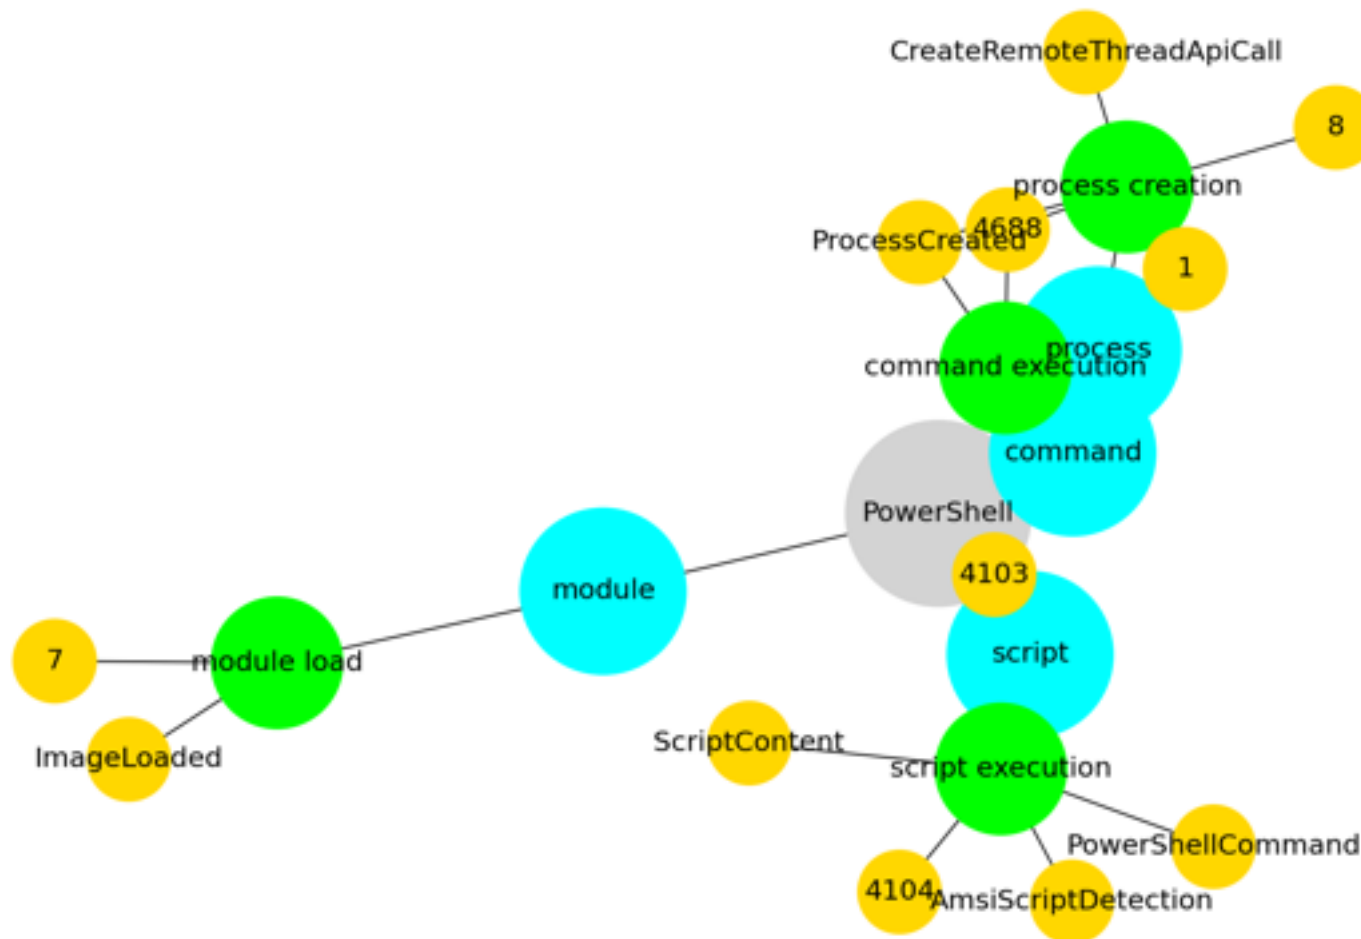 CreateRemoteThreadApiCall
8
process creation
4688
ProcessCreated
1
process
command execution
command
PowerShell
4103
module
script
7
module load
ImageLoaded
ScriptContent
script execution
PowerShellCommand
4104
AmsiScriptDetection